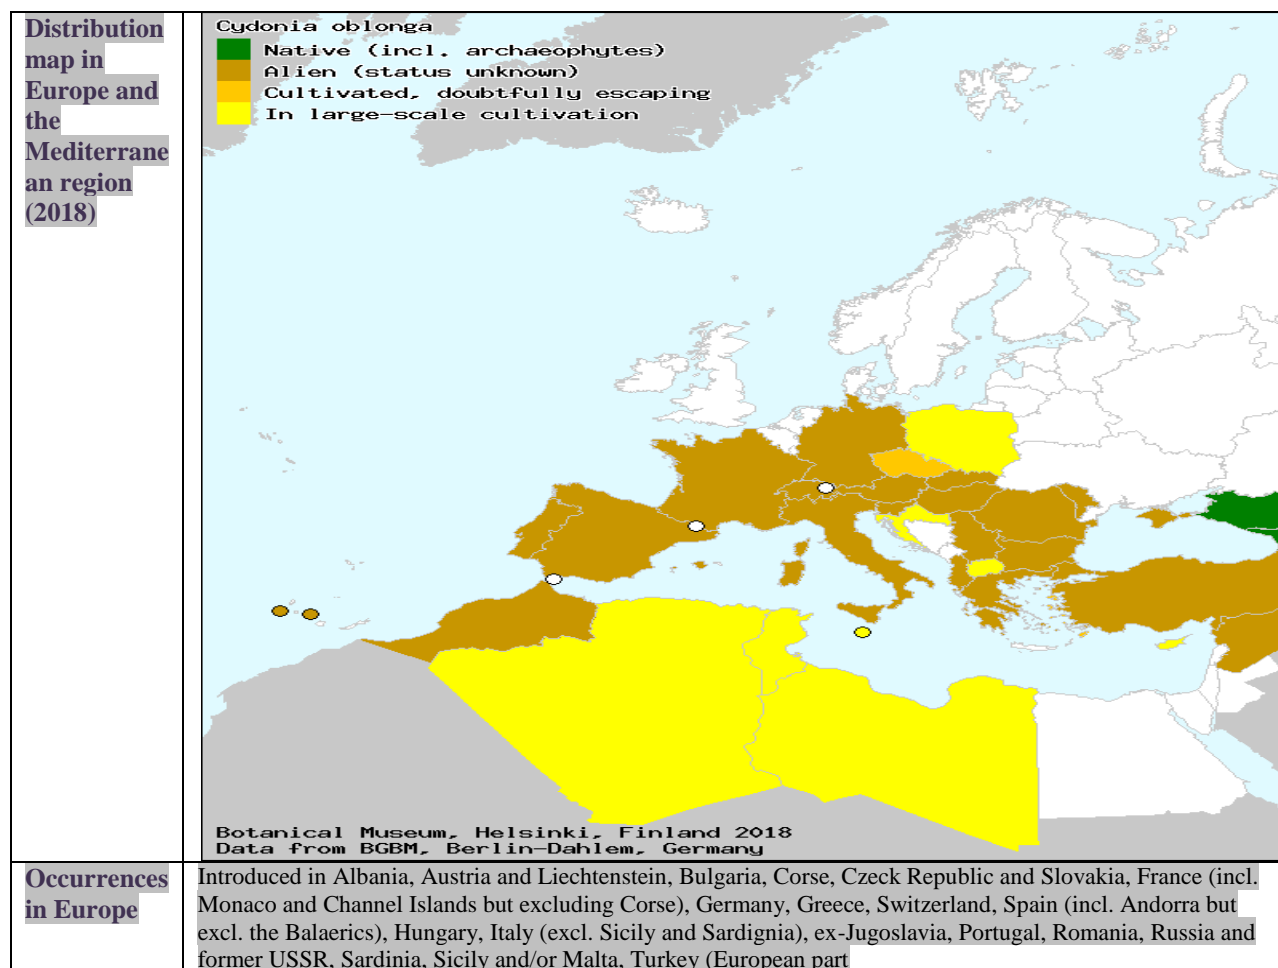 Distribution
map in
Europe and
the
Mediterrane
an region
(2018)
Cydonia oblonga
Native (incl. archaeophytes)
Alien (status unknown)
Cultivated, doubtfully escaping
In large-scale cultivation
Botanical Museum, Helsinki, Finland 2018
Data from BGBM, Berlin-Dahlem, Germany
Occurrences
in Europe
Introduced in Albania, Austria and Liechtenstein, Bulgaria, Corse, Czeck Republic and Slovakia, France (incl.
Monaco and Channel Islands but excluding Corse), Germany, Greece, Switzerland, Spain (incl. Andorra but
excl. the Balaerics), Hungary, Italy (excl. Sicily and Sardignia), ex-Jugoslavia, Portugal, Romania, Russia and
former USSR, Sardinia, Sicily and/or Malta, Turkey (European part